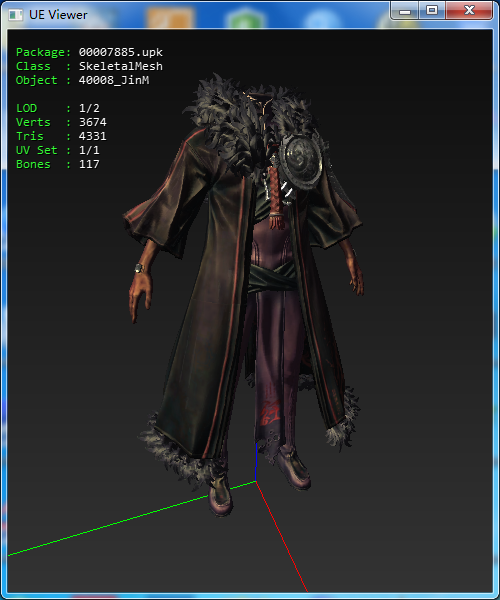 UE Viewer
Package: 00007885.upk
Class : SkeletalMesh
Object : 40008_JinM
LOD : 1/2
Verts : 3674
Tris : 4331
UV Set : 1/1
Bones : 117